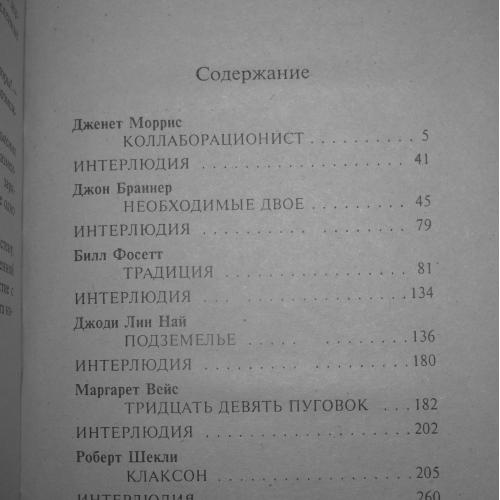 Содержание
Дженет Моррис
КОЛЛАБОРАЦИОНИСТ . . . . . . . . . . 5
ИНТЕРЛЮДИЯ . . . . . . . . . . . . . . . . . . 41
Джон Браннер
НЕОБХОДИМЫЕ ДВОЕ . . . . . . . . . . 45
ИНТЕРЛЮДИЯ . . . . . . . . . . . . . . . . . . 79
Билл Фосетт
ТРАДИЦИЯ . . . . . . . . . . . . . . . . . 81
ИНТЕРЛЮДИЯ . . . . . . . . . . . . . . . . . 134
Джоди Лин Най
ПОДЗЕМЕЛЬЕ . . . . . . . . . . . . . . 136
ИНТЕРЛЮДИЯ . . . . . . . . . . . . . . . . . 180
Маргарет Вейс
ТРИДЦАТЬ ДЕВЯТЬ ПУГОВОК . . . 182
ИНТЕРЛЮДИЯ . . . . . . . . . . . . . . . . . 202
Роберт Шекли
КЛАКСОН . . . . . . . . . . . . . . . . . 205
ИНТЕРЛЮДИЯ . . . . . . . . . . . . . . . . . 260